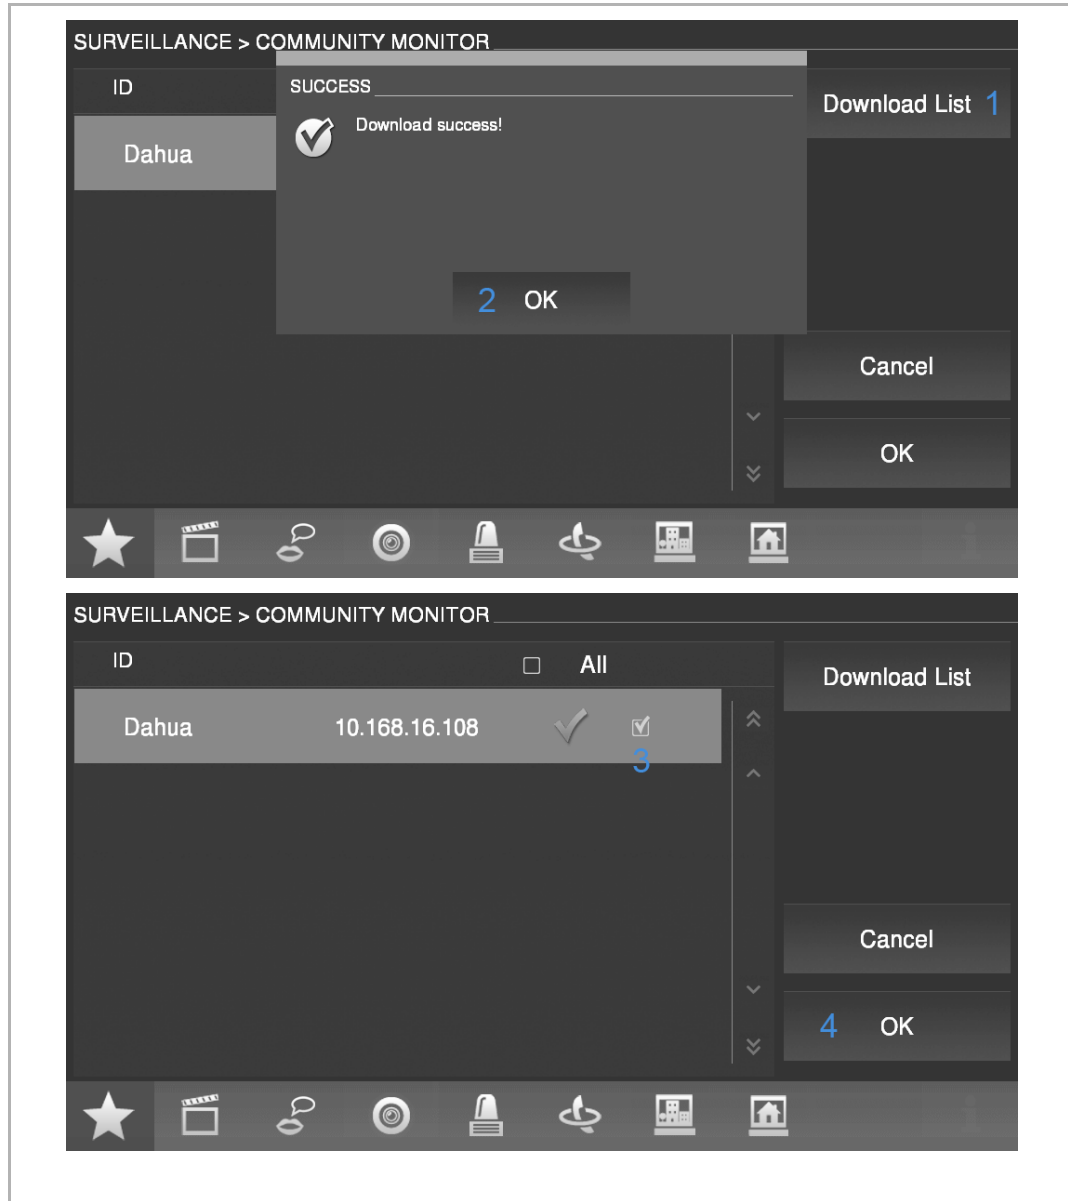 SURVEILLANCE > COMMUNITY MONITOR
ID
SUCCESS
Download List 1
Download success!
Dahua
2 OK
Cancel
OK
SURVEILLANCE > COMMUNITY MONITOR
ID All
Download List
Dahua 10.168.16.108
3
Cancel
4 OK